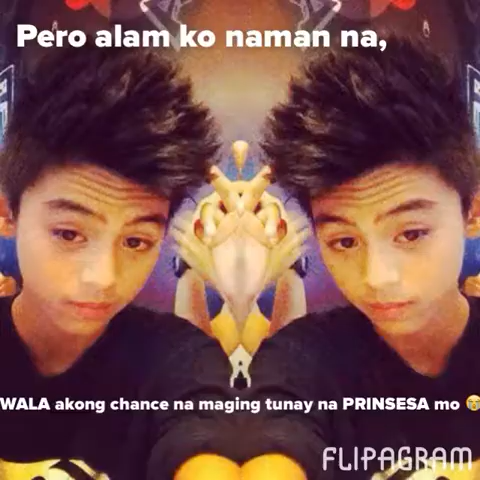 Pero alam ko naman na,
WALA akong chance na maging tunay na PRINSESA mo 😭
FLIPAGRAM